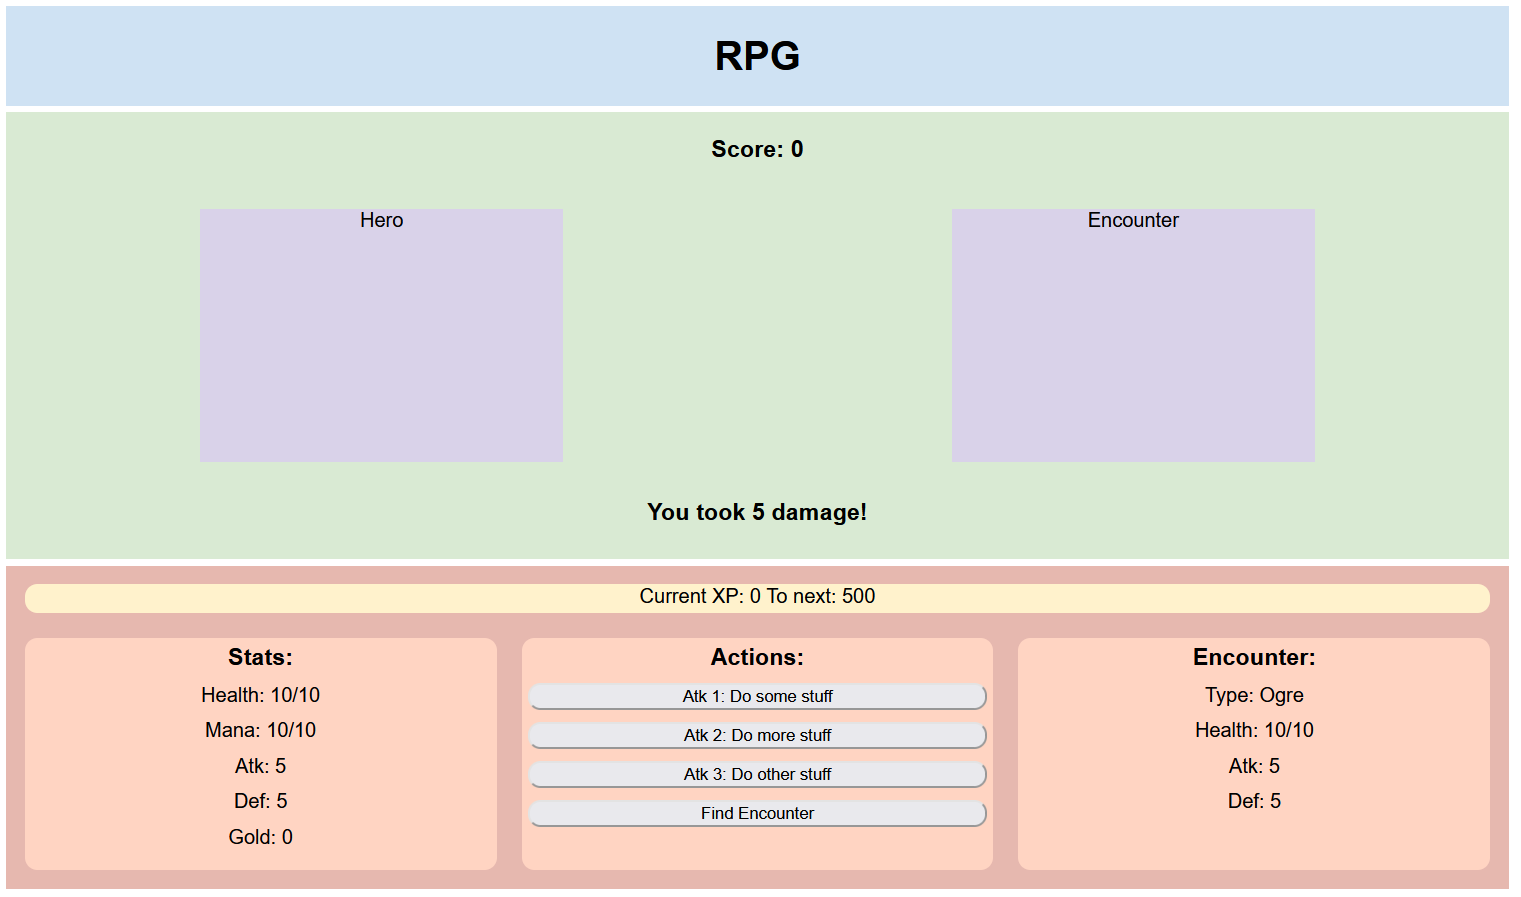 RPG
Score: 0
Hero
Encounter
You took 5 damage!
Current XP: 0 To next: 500
Stats:
Health: 10/10
Mana: 10/10
Atk: 5
Def: 5
Gold: 0
Actions:
Atk 1: Do some stuff
Atk 2: Do more stuff
Atk 3: Do other stuff
Find Encounter
Encounter:
Type: Ogre
Health: 10/10
Atk: 5
Def: 5